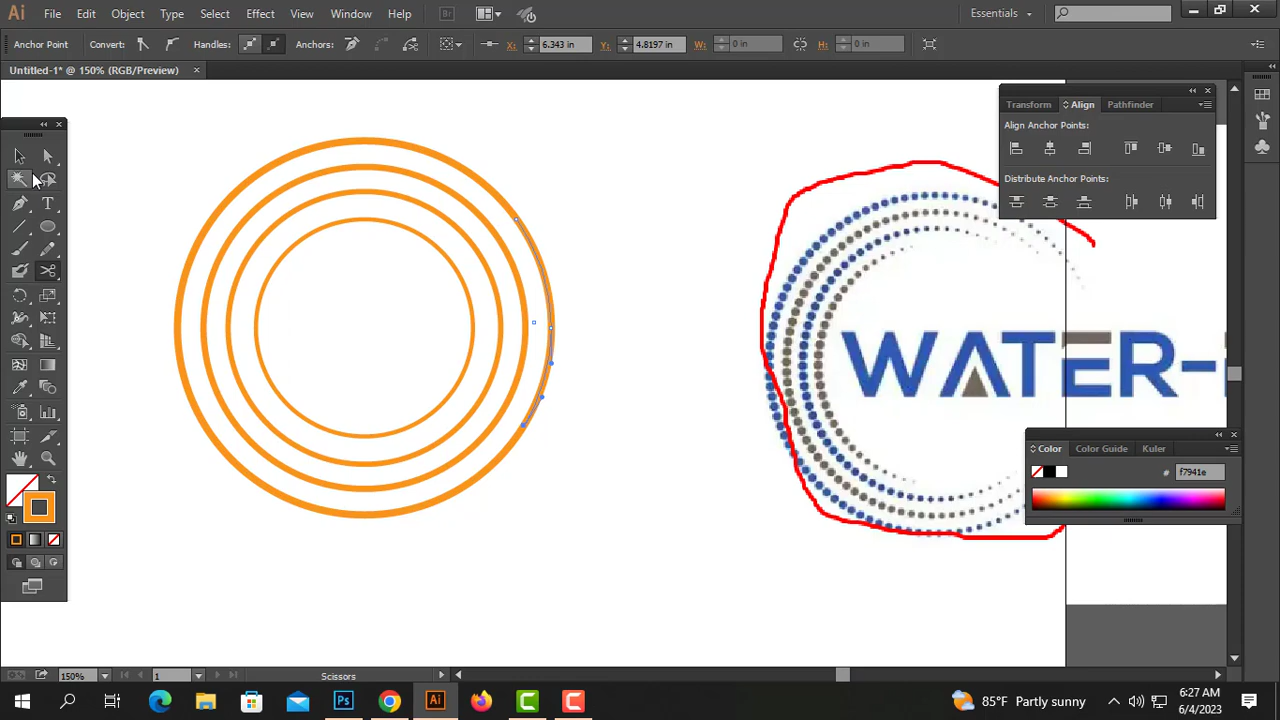 Ai File Edit Object Type Select Effect View Window Help Br Essentials
Anchor Point Convert: Handles: Anchors: X: 6.343 in Y: 4.8197 in W: 0 in H: 0 in
Untitled-1* @ 150% (RGB/Preview) ×
Transform Align Pathfinder
Align Anchor Points:
Distribute Anchor Points:
T
WATER-
Color Color Guide Kuler
# f7941e
150% 1 Scissors
Ps Ai C C 85°F Partly sunny 6:27 AM
6/4/2023